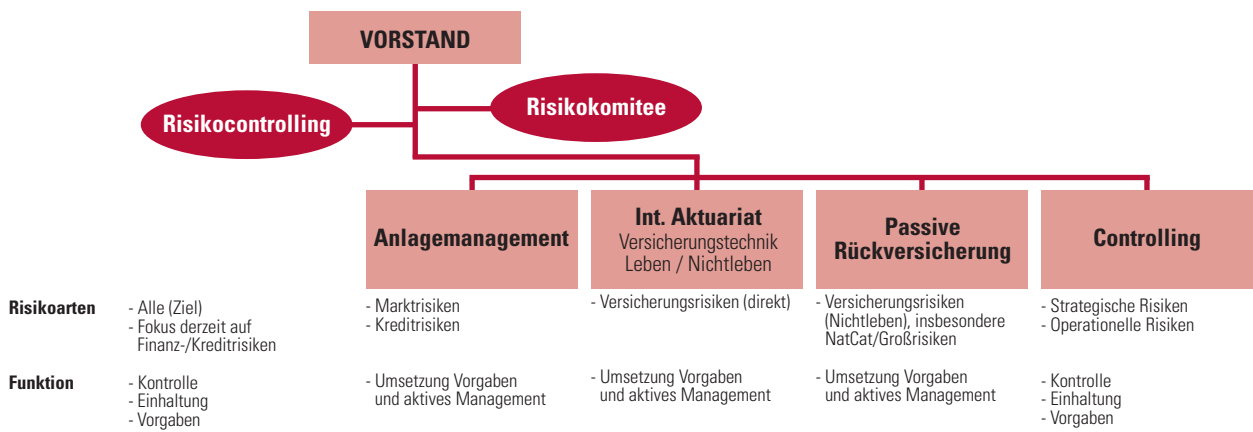 VORSTAND
Risikokomitee
Risikocontrolling
Anlagemanagement
Int. Aktuariat
Versicherungstechnik
Leben / Nichtleben
Passive
Rückversicherung
Controlling
Risikoarten
- Alle (Ziel)
- Fokus derzeit auf
Finanz-/Kreditrisiken
- Marktrisiken
- Kreditrisiken
- Versicherungsrisiken (direkt)
- Versicherungsrisiken
(Nichtleben), insbesondere
NatCat/Großrisiken
- Strategische Risiken
- Operationelle Risiken
Funktion
- Kontrolle
- Einhaltung
- Vorgaben
- Umsetzung Vorgaben
und aktives Management
- Umsetzung Vorgaben
und aktives Management
- Umsetzung Vorgaben
und aktives Management
- Kontrolle
- Einhaltung
- Vorgaben